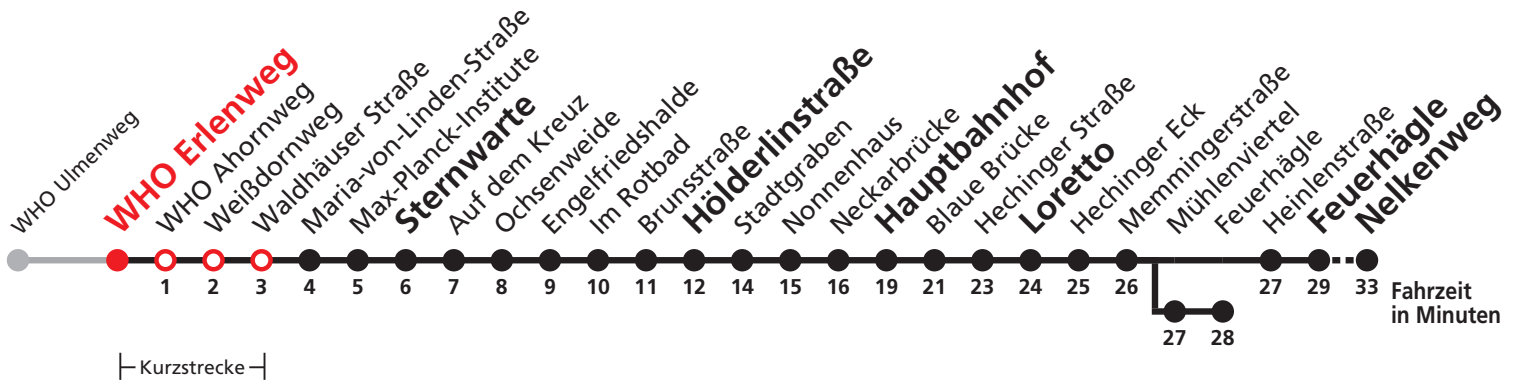 WHO Ulmenweg
WHO Erlenweg
WHO Ahornweg
Weißdornweg
Waldhäuser Straße
Maria-von-Linden-Straße
Max-Planck-Institute
Sternwarte
Auf dem Kreuz
Ochsenweide
Engelfriedshalde
Im Rotbad
Brunsstraße
Hölderlinstraße
Stadtgraben
Nonnenhaus
Neckarbrücke
Hauptbahnhof
Blaue Brücke
Hechinger Straße
Loretto
Hechinger Eck
Memmingerstraße
Mühlenviertel
Feuerhägle
Heinlenstraße
Feuerhägle
Nelkenweg
1 2 3 4 5 6 7 8 9 10 11 12 14 15 16 19 21 23 24 25 26 27 29 33
Fahrzeit
in Minuten
27 28
Kurzstrecke